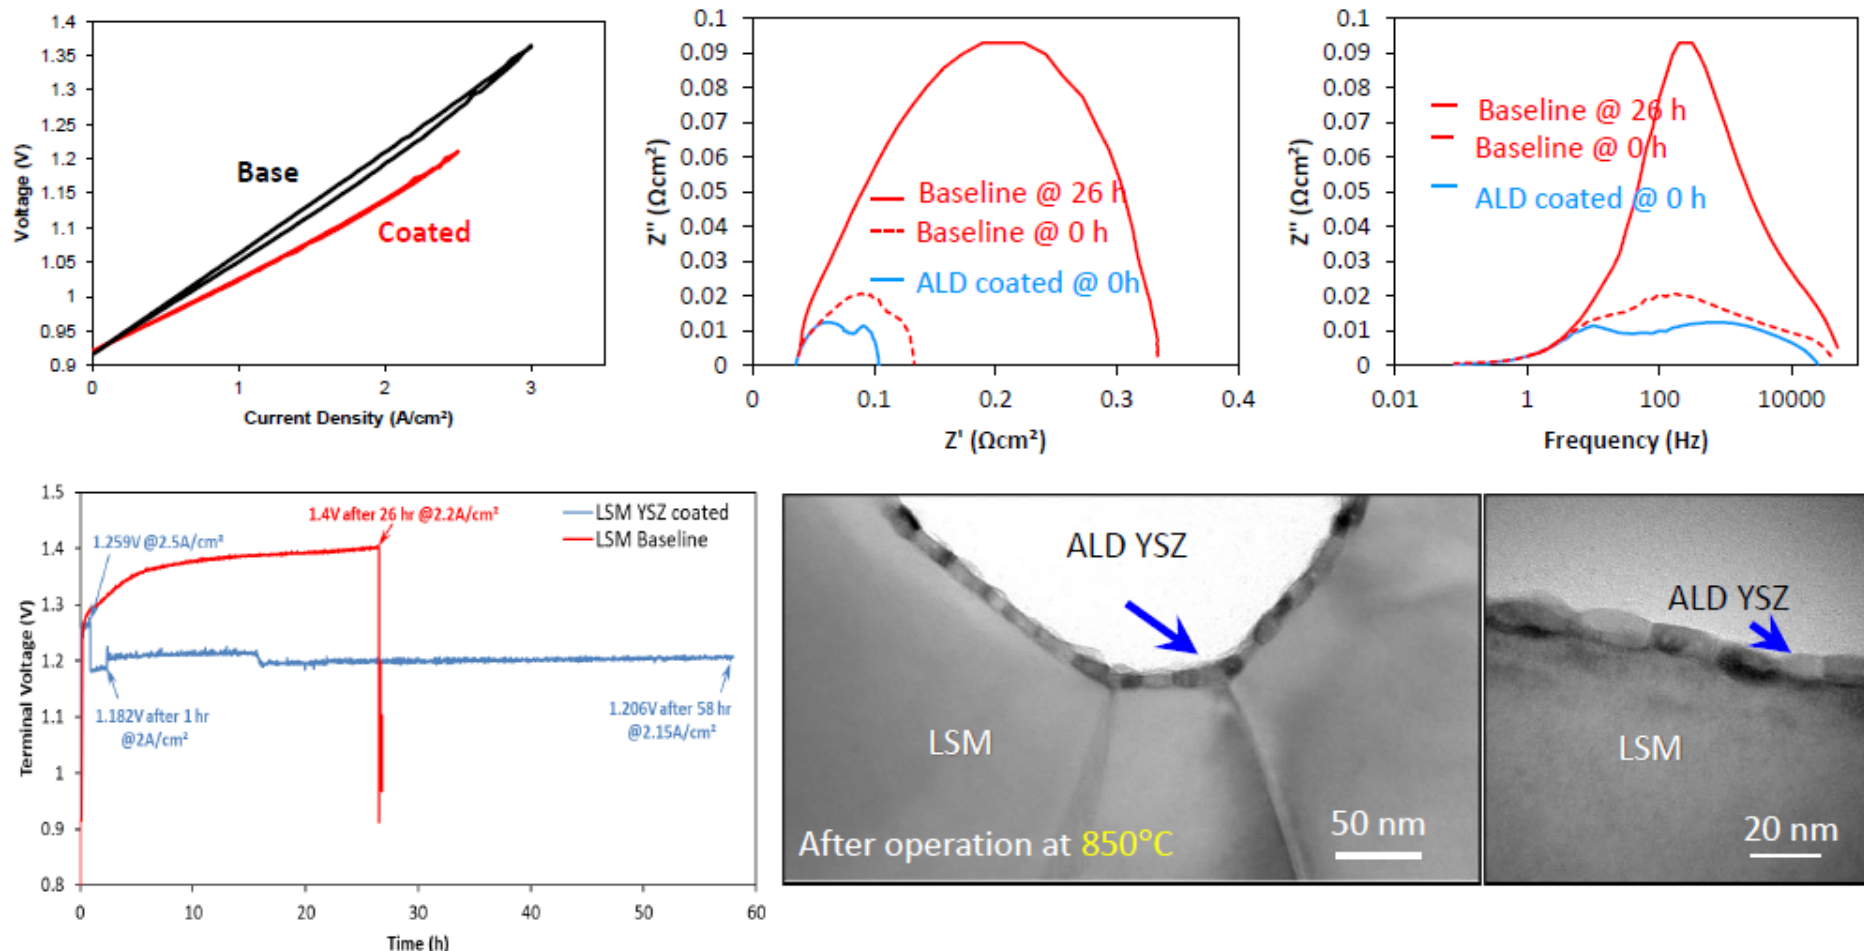 1.4
1.35
1.3
1.25
1.2
1.15
1.1
1.05
1
0.95
0.9
Voltage (V)
Base
Coated
0
1
2
3
Current Density (A/cm²)
0.1
0.09
0.08
0.07
0.06
0.05
0.04
0.03
0.02
0.01
0
Z'' (Ωcm²)
Baseline @ 26 h
Baseline @ 0 h
ALD coated @ 0h
0
0.1
0.2
0.3
0.4
Z' (Ωcm²)
0.1
0.09
0.08
0.07
0.06
0.05
0.04
0.03
0.02
0.01
0
Z'' (Ωcm²)
Baseline @ 26 h
Baseline @ 0 h
ALD coated @ 0 h
0.01
1
100
10000
Frequency (Hz)
1.5
1.4
1.3
1.2
1.1
1
0.9
0.8
Terminal Voltage (V)
1.4V after 26 hr @2.2A/cm²
LSM YSZ coated
LSM Baseline
1.259V @2.5A/cm²
1.182V after 1 hr
@2A/cm²
1.206V after 58 hr
@2.15A/cm²
0
10
20
30
40
50
60
Time (h)
ALD YSZ
LSM
After operation at 850°C
50 nm
ALD YSZ
LSM
20 nm